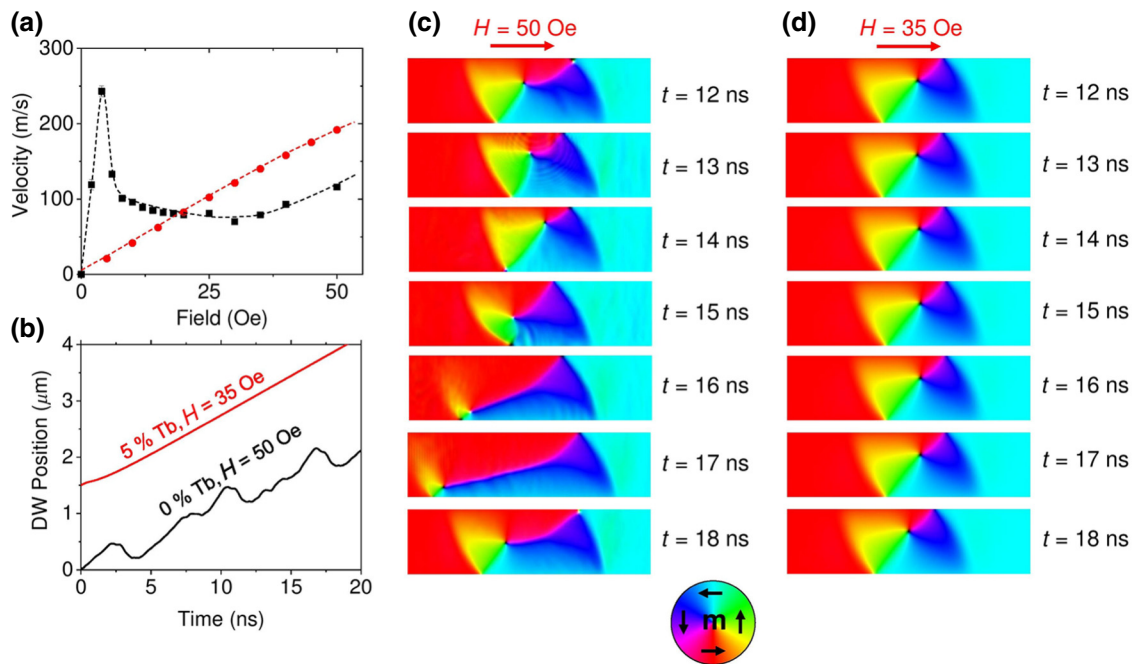 (a)
Velocity (m/s)
300
200
100
0
0
25
50
Field (Oe)
(b)
DW Position (μm)
4
3
2
1
0
5 % Tb, H = 35 Oe
0 % Tb, H = 50 Oe
0
5
10
15
20
Time (ns)
(c)
H = 50 Oe
t = 12 ns
t = 13 ns
t = 14 ns
t = 15 ns
t = 16 ns
t = 17 ns
t = 18 ns
m
(d)
H = 35 Oe
t = 12 ns
t = 13 ns
t = 14 ns
t = 15 ns
t = 16 ns
t = 17 ns
t = 18 ns